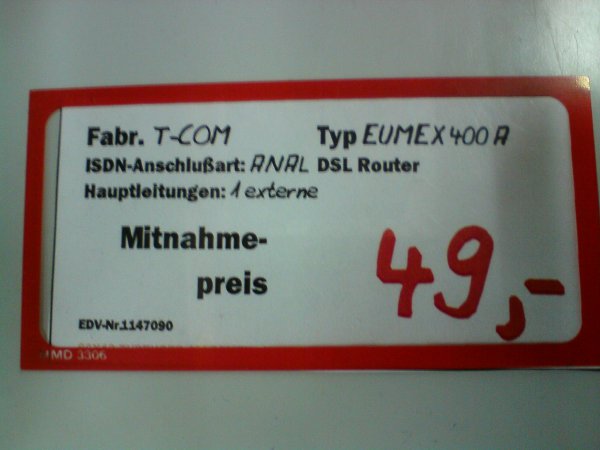 Fabr. T-COM Typ EUMEX 400 A
ISDN-Anschlußart: ANAL DSL Router
Hauptleitungen: 1 externe
Mitnahme-
preis
49,-
EDV-Nr.1147090
MD 3306